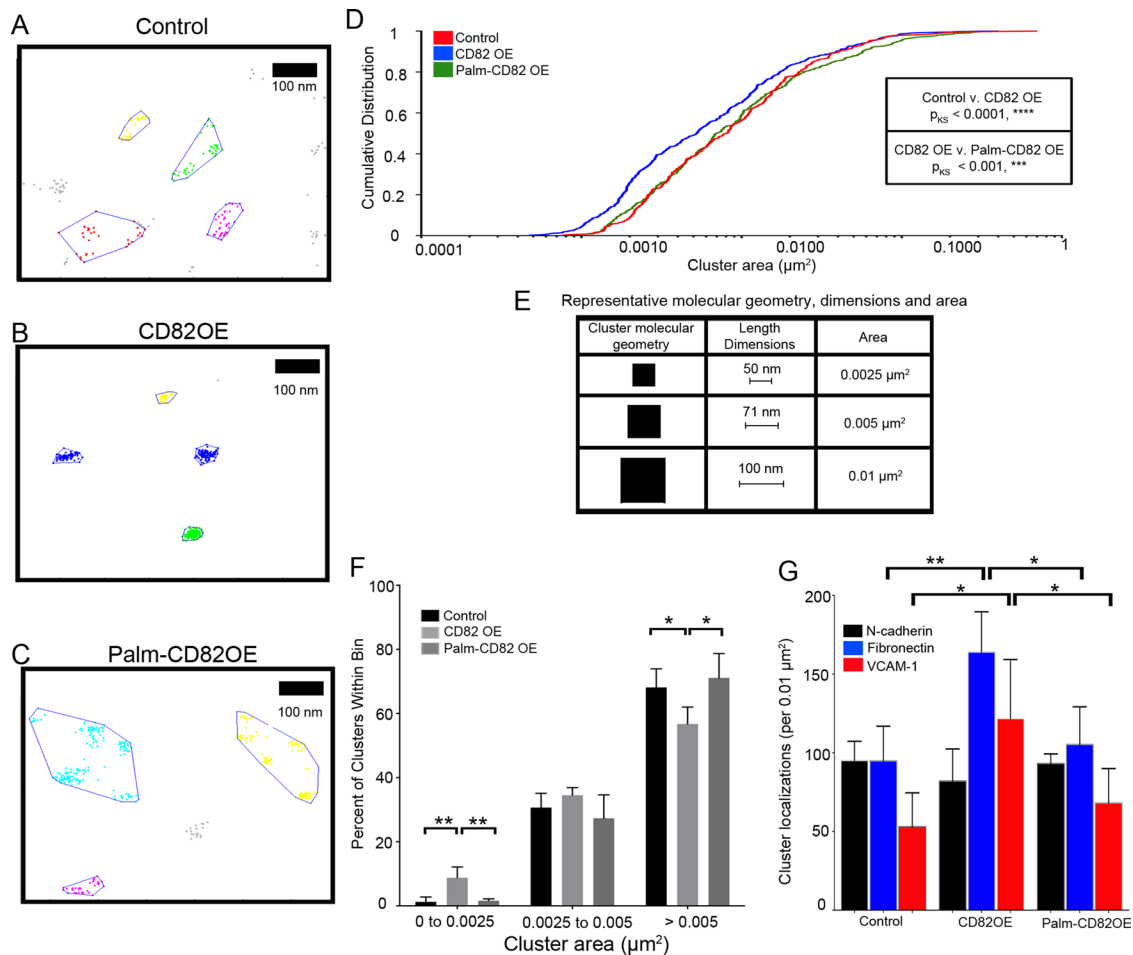 A
Control
100 nm
B
CD82OE
100 nm
C
Palm-CD82OE
100 nm
D
Control
CD82 OE
Palm-CD82 OE
Cumulative Distribution
1
0.8
0.6
0.4
0.2
0
0.0001
0.0010
0.0100
0.1000
1
Cluster area (µm²)
Control v. CD82 OE
pKS < 0.0001, ****
CD82 OE v. Palm-CD82 OE
pKS < 0.001, ***
E
Representative molecular geometry, dimensions and area
Cluster molecular geometry
Length Dimensions
Area
50 nm
0.0025 µm²
71 nm
0.005 µm²
100 nm
0.01 µm²
F
Control
CD82 OE
Palm-CD82 OE
Percent of Clusters Within Bin
100
80
60
40
20
0
**
**
*
*
0 to 0.0025
0.0025 to 0.005
> 0.005
Cluster area (µm²)
G
**
*
*
*
N-cadherin
Fibronectin
VCAM-1
Cluster localizations (per 0.01 µm²)
200
150
100
50
0
Control
CD82OE
Palm-CD82OE